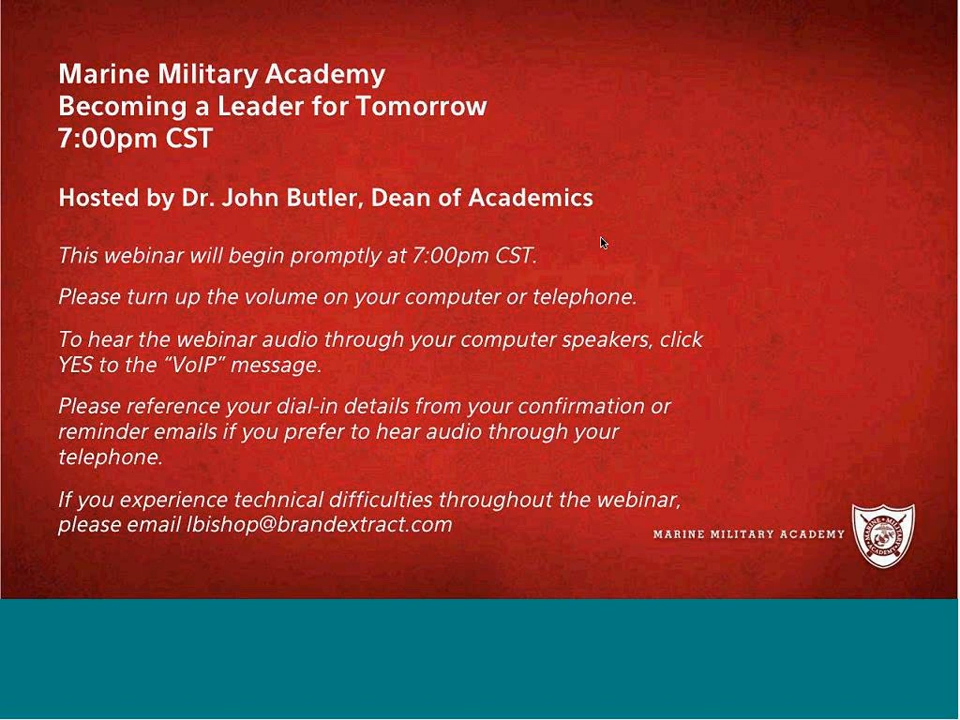 Marine Military Academy
Becoming a Leader for Tomorrow
7:00pm CST
Hosted by Dr. John Butler, Dean of Academics
This webinar will begin promptly at 7:00pm CST.
Please turn up the volume on your computer or telephone.
To hear the webinar audio through your computer speakers, click
YES to the “VoIP” message.
Please reference your dial-in details from your confirmation or
reminder emails if you prefer to hear audio through your
telephone.
If you experience technical difficulties throughout the webinar,
please email lbishop@brandextract.com
MARINE MILITARY ACADEMY
MARINE MILITARY
ACADEMY